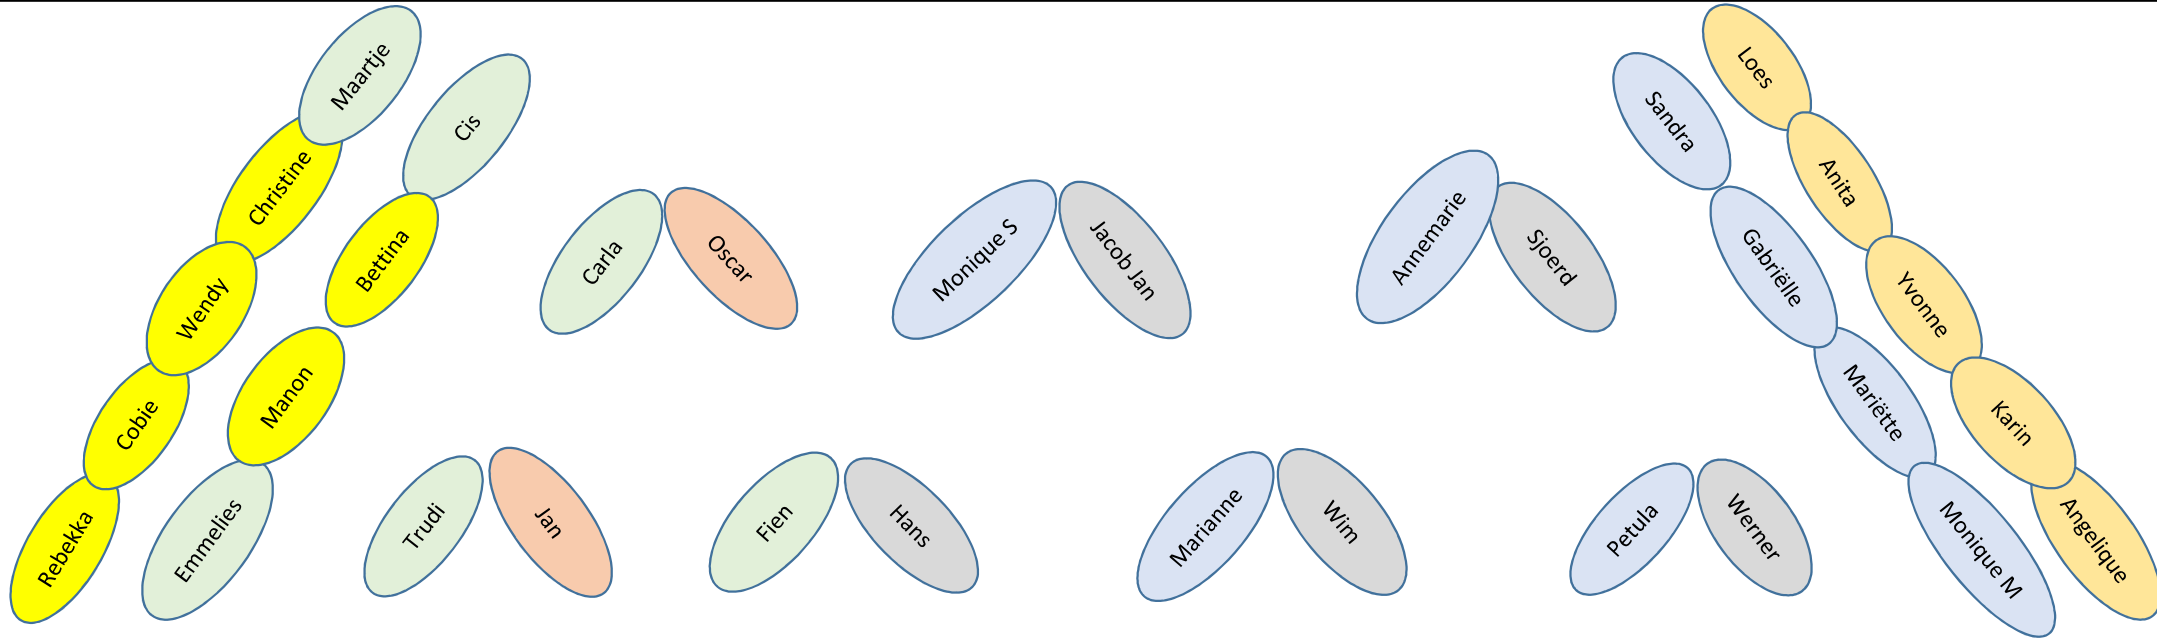 Maartje
Christine
Wendy
Cobie
Rebekka
Cis
Bettina
Manon
Emmelies
Carla
Oscar
Monique S
Jacob Jan
Annemarie
Sjoerd
Trudi
Jan
Fien
Hans
Marianne
Wim
Petula
Werner
Sandra
Gabriëlle
Mariëtte
Monique M
Loes
Anita
Yvonne
Karin
Angelique